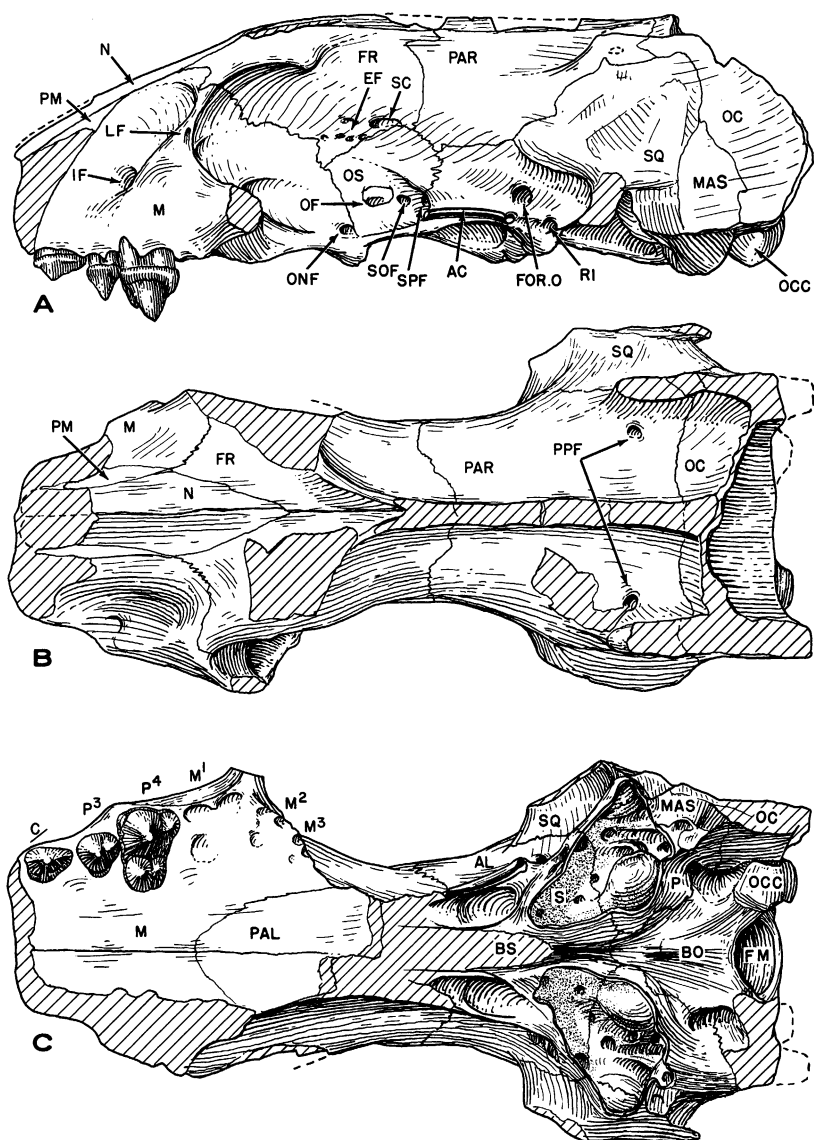 N
FR
PAR
PM
EF
SC
LF
OC
IF
OS
SQ
MAS
M
OF
ONF
SOF
SPF
AC
FOR.O
RI
OCC
A
SQ
M
PM
FR
PPF
N
PAR
OC
B
M¹
P⁴
P³
C
M²
M³
SQ
MAS
OC
AL
S
P
OCC
M
PAL
BS
BO
FM
C